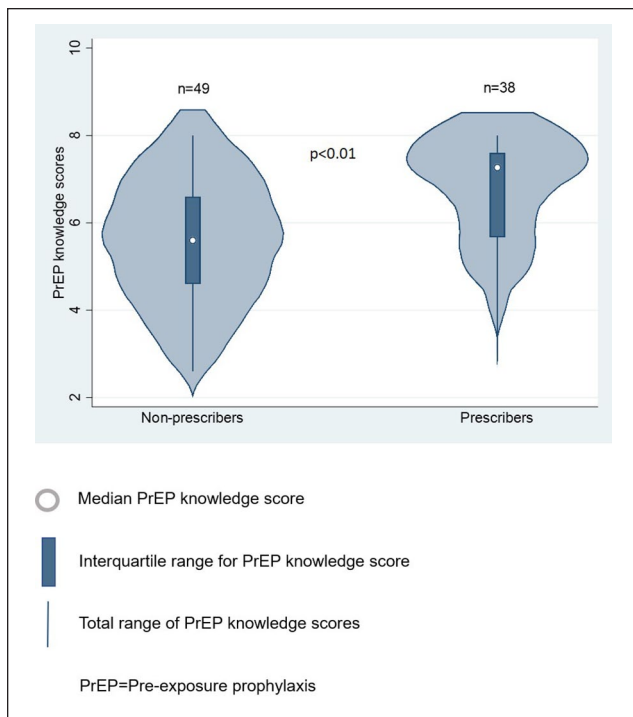 10
n=49
n=38
8
p<0.01
PrEP knowledge scores
6
4
2
Non-prescribers
Prescribers
Median PrEP knowledge score
Interquartile range for PrEP knowledge score
Total range of PrEP knowledge scores
PrEP=Pre-exposure prophylaxis